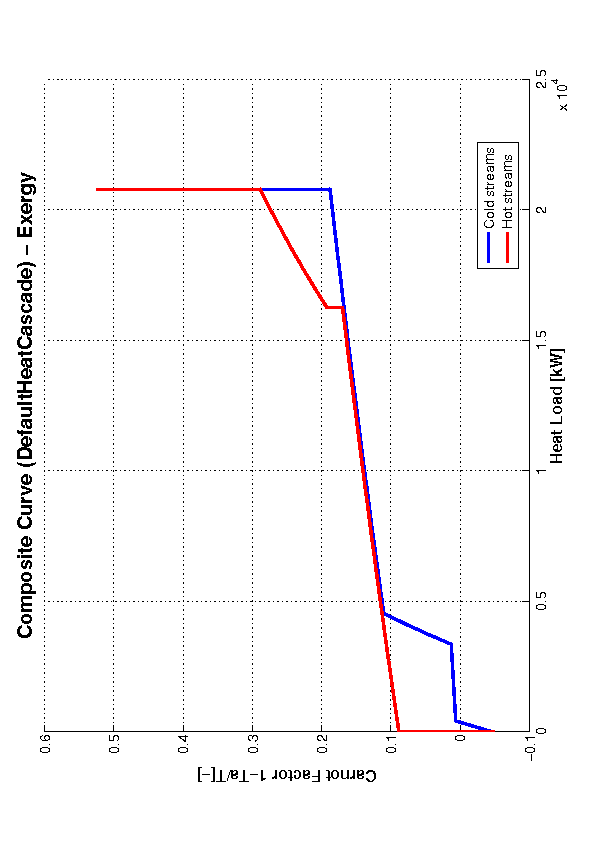 Composite Curve (DefaultHeatCascade) − Exergy
Carnot Factor 1−Ta/T[−]
0.6
0.5
0.4
0.3
0.2
0.1
0
−0.1
0
0.5
1
1.5
2
2.5
x 10^4
Heat Load [kW]
Cold streams
Hot streams